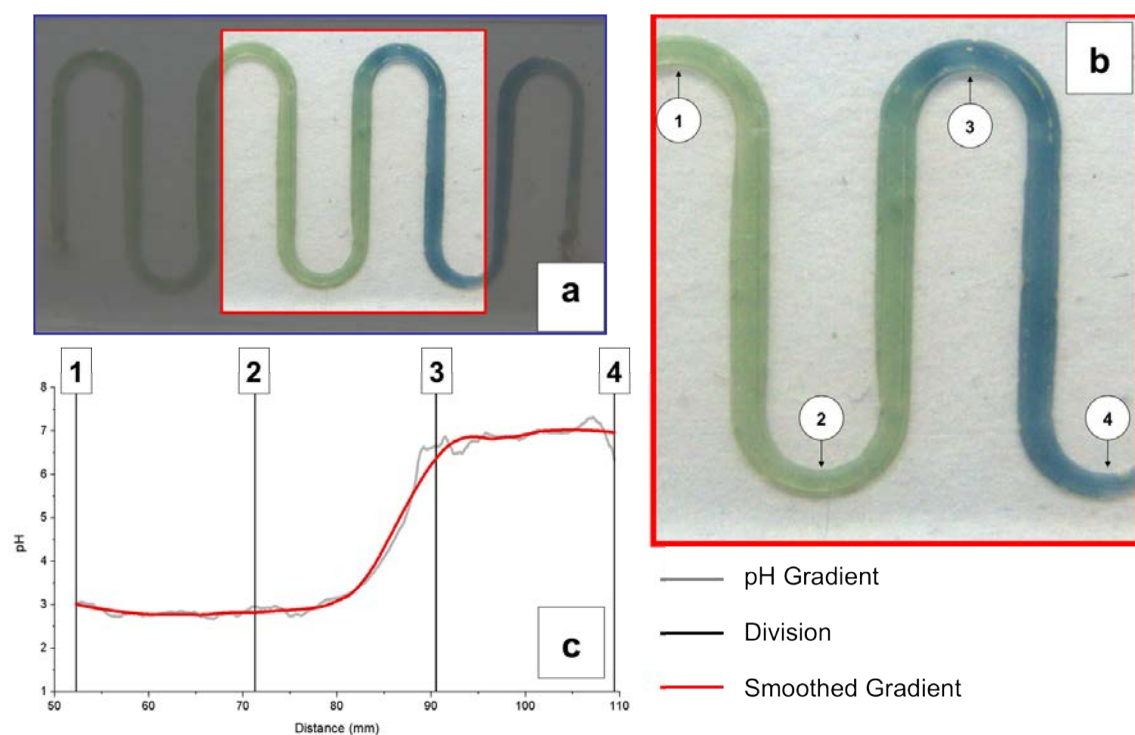 a
b
1
2
3
4
1 2 3 4
8
7
6
5
4
3
2
1
pH
50 60 70 80 90 100 110
Distance (mm)
c
pH Gradient
Division
Smoothed Gradient